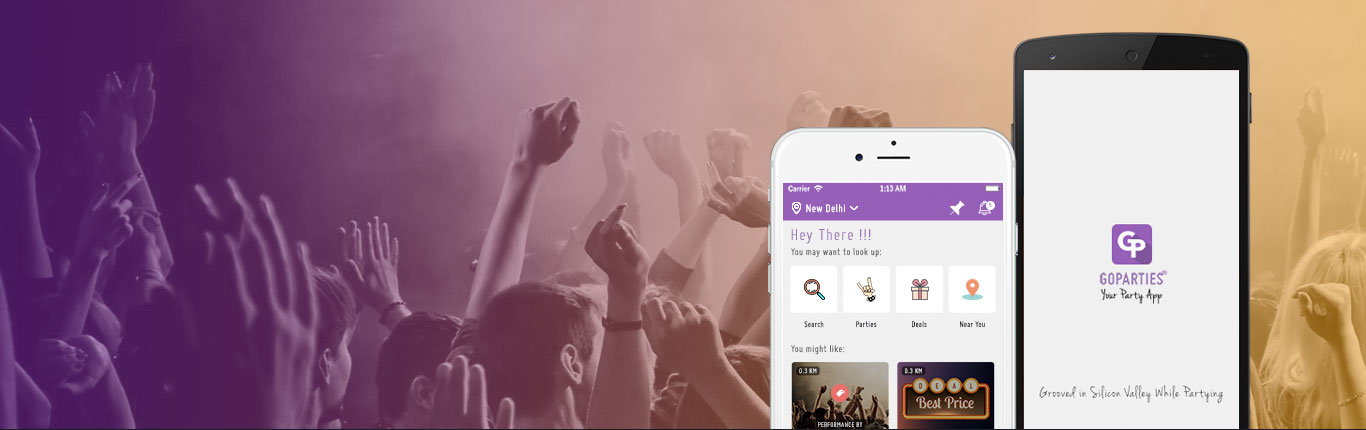 Carrier
1:13 AM
New Delhi
1
Hey There !!!
You may want to look up:
Search
Parties
Deals
Near You
You might like:
0.3 KM
PERFORMANCE BY
0.3 KM
DEAL
Best Price
GP
GOPARTIES
Your Party App
Grooved in Silicon Valley While Partying